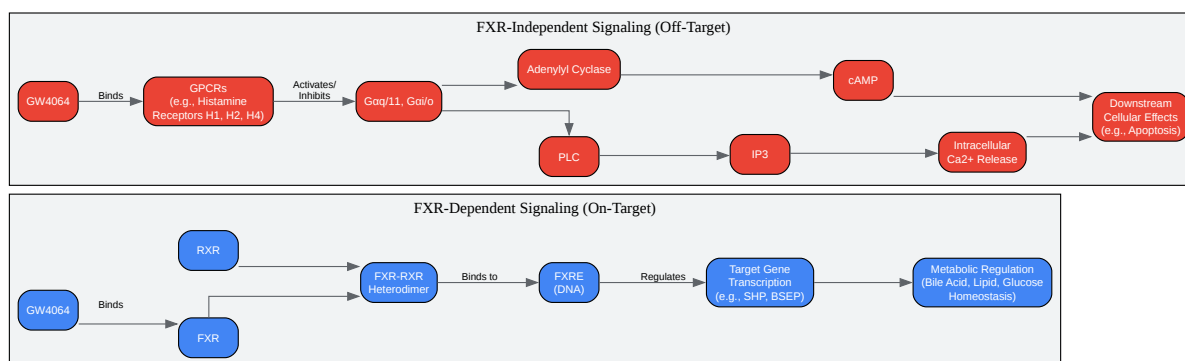 FXR-Independent Signaling (Off-Target)
GW4064
Binds
GPCRs
(e.g., Histamine
Receptors H1, H2, H4)
Activates/
Inhibits
Gαq/11, Gαi/o
Adenylyl Cyclase
cAMP
PLC
IP3
Intracellular
Ca2+ Release
Downstream
Cellular Effects
(e.g., Apoptosis)
FXR-Dependent Signaling (On-Target)
GW4064
Binds
RXR
FXR
FXR-RXR
Heterodimer
Binds to
FXRE
(DNA)
Regulates
Target Gene
Transcription
(e.g., SHP, BSEP)
Metabolic Regulation
(Bile Acid, Lipid, Glucose
Homeostasis)